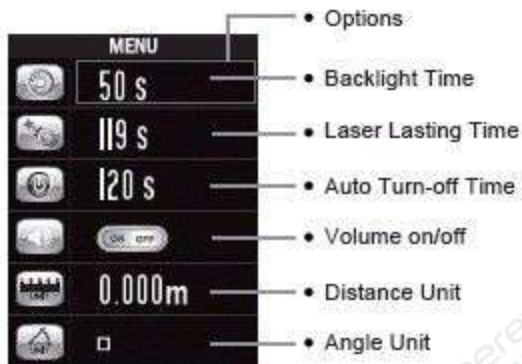 • Options
MENU
50 s • Backlight Time
119 s • Laser Lasting Time
120 s • Auto Turn-off Time
ON OFF • Volume on/off
0.000m • Distance Unit
• Angle Unit